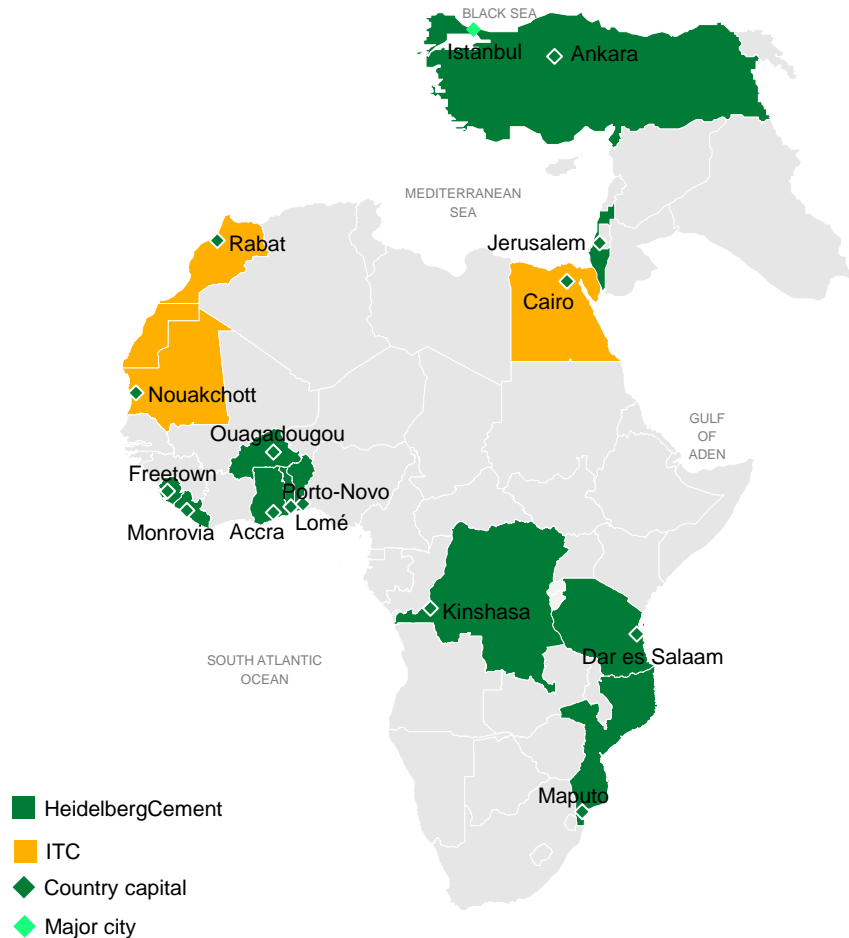 BLACK SEA
Istanbul
Ankara
MEDITERRANEAN
SEA
Rabat
Jerusalem
Cairo
Nouakchott
GULF
OF
ADEN
Ouagadougou
Freetown
Porto-Novo
Monrovia
Accra
Lomé
Kinshasa
Dar es Salaam
SOUTH ATLANTIC
OCEAN
Maputo
HeidelbergCement
ITC
Country capital
Major city